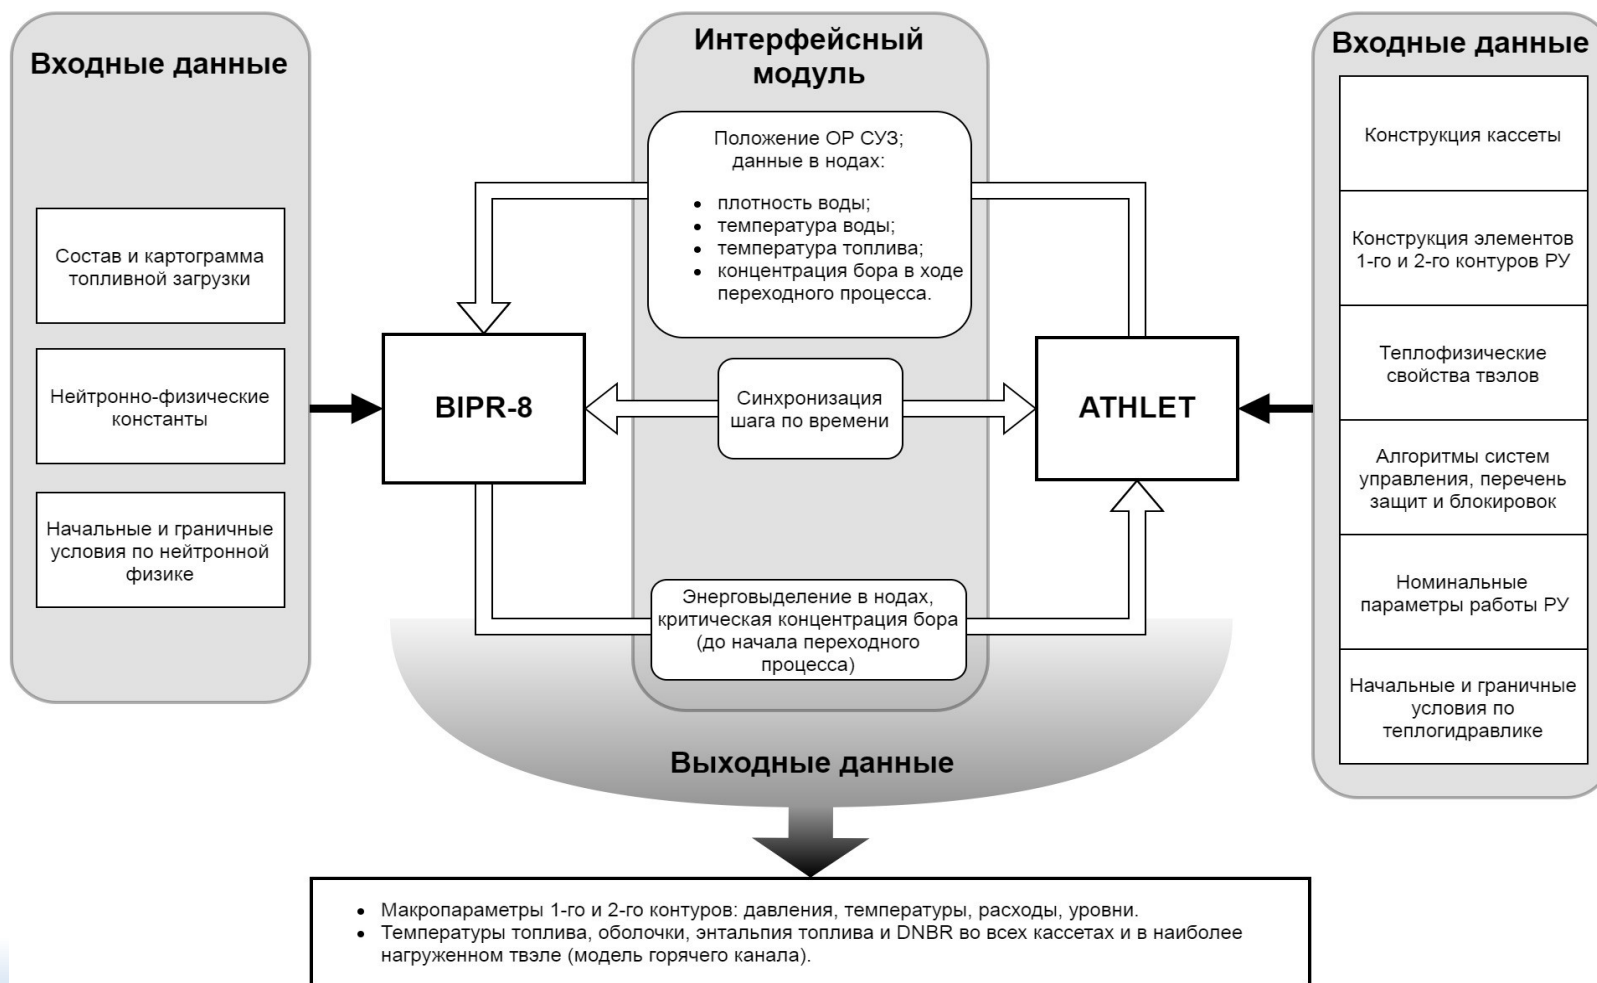 Входные данные
Состав и картограмма
топливной загрузки
Нейтронно-физические
константы
Начальные и граничные
условия по нейтронной
физике
BIPR-8
Интерфейсный
модуль
Положение ОР СУЗ;
данные в нодах:
• плотность воды;
• температура воды;
• температура топлива;
• концентрация бора в ходе
переходного процесса.
Синхронизация
шага по времени
Энерговыделение в нодах,
критическая концентрация бора
(до начала переходного
процесса)
ATHLET
Входные данные
Конструкция кассеты
Конструкция элементов
1-го и 2-го контуров РУ
Теплофизические
свойства твэлов
Алгоритмы систем
управления, перечень
защит и блокировок
Номинальные
параметры работы РУ
Начальные и граничные
условия по
теплогидравлике
Выходные данные
• Макропараметры 1-го и 2-го контуров: давления, температуры, расходы, уровни.
• Температуры топлива, оболочки, энтальпия топлива и DNBR во всех кассетах и в наиболее
нагруженном твэле (модель горячего канала).